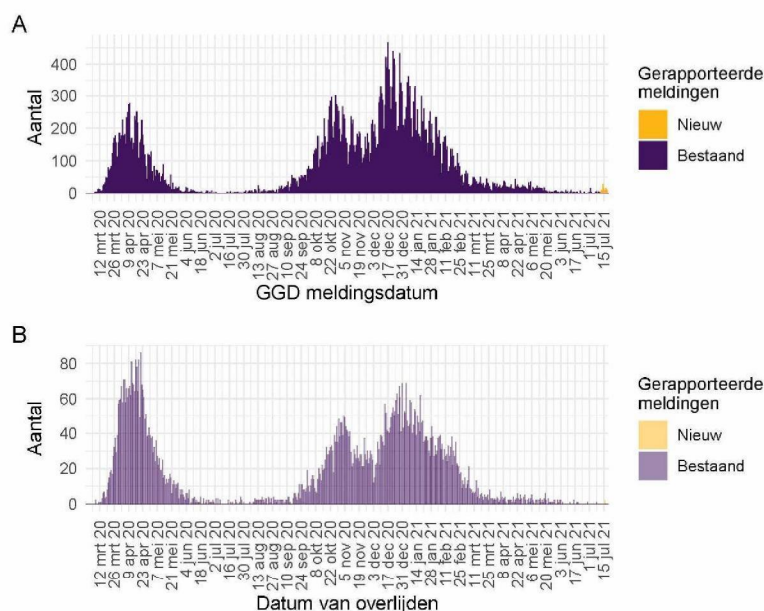 A
400
300
200
100
0
Aantal
12 mrt 20
26 mrt 20
9 apr 20
23 apr 20
7 mei 20
21 mei 20
4 jun 20
18 jun 20
2 jul 20
16 jul 20
30 jul 20
13 aug 20
27 aug 20
10 sep 20
24 sep 20
8 okt 20
22 okt 20
5 nov 20
19 nov 20
3 dec 20
17 dec 20
31 dec 20
14 jan 21
28 jan 21
11 feb 21
25 feb 21
11 mrt 21
25 mrt 21
8 apr 21
22 apr 21
6 mei 21
20 mei 21
3 jun 21
17 jun 21
1 jul 21
15 jul 21
GGD meldingsdatum
Gerapporteerde
meldingen
Nieuw
Bestaand
B
80
60
40
20
0
Aantal
12 mrt 20
26 mrt 20
9 apr 20
23 apr 20
7 mei 20
21 mei 20
4 jun 20
18 jun 20
2 jul 20
16 jul 20
30 jul 20
13 aug 20
27 aug 20
10 sep 20
24 sep 20
8 okt 20
22 okt 20
5 nov 20
19 nov 20
3 dec 20
17 dec 20
31 dec 20
14 jan 21
28 jan 21
11 feb 21
25 feb 21
11 mrt 21
25 mrt 21
8 apr 21
22 apr 21
6 mei 21
20 mei 21
3 jun 21
17 jun 21
1 jul 21
15 jul 21
Datum van overlijden
Gerapporteerde
meldingen
Nieuw
Bestaand